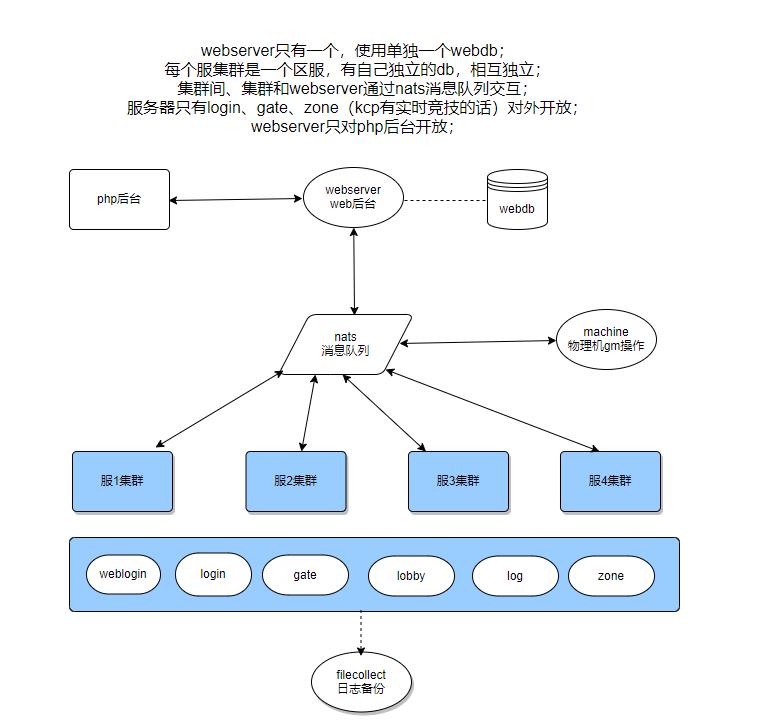 webserver只有一个，使用单独一个webdb；
每个服集群是一个区服，有自己独立的db，相互独立；
集群间、集群和webserver通过nats消息队列交互；
服务器只有login、gate、zone（kcp有实时竞技的话）对外开放；
webserver只对php后台开放；
php后台
webserver
web后台
webdb
nats
消息队列
machine
物理机gm操作
服1集群
服2集群
服3集群
服4集群
weblogin
login
gate
lobby
log
zone
filecollect
日志备份